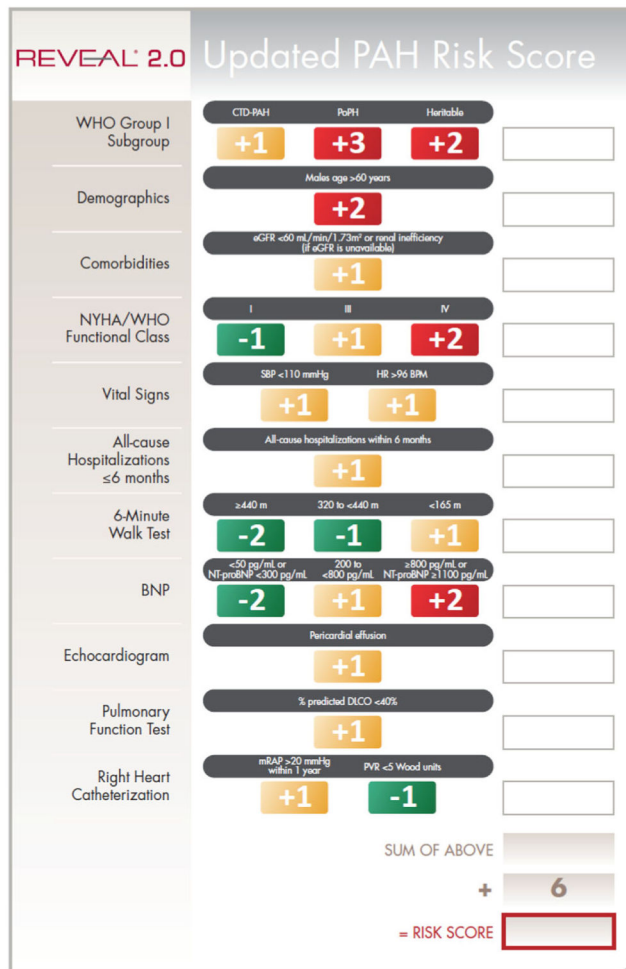 REVEAL® 2.0 Updated PAH Risk Score
WHO Group I
Subgroup
CTD-PAH PoPH Heritable
+1 +3 +2
Demographics
Males age >60 years
+2
Comorbidities
eGFR <60 mL/min/1.73m² or renal inefficiency
(if eGFR is unavailable)
+1
NYHA/WHO
Functional Class
I III IV
-1 +1 +2
Vital Signs
SBP <110 mmHg HR >96 BPM
+1 +1
All-cause
Hospitalizations
≤6 months
All-cause hospitalizations within 6 months
+1
6-Minute
Walk Test
≥440 m 320 to <440 m <165 m
-2 -1 +1
BNP
<50 pg/mL or 200 to ≥800 pg/mL or
NT-proBNP <300 pg/mL <800 pg/mL NT-proBNP ≥1100 pg/mL
-2 +1 +2
Echocardiogram
Pericardial effusion
+1
Pulmonary
Function Test
% predicted DLCO <40%
+1
Right Heart
Catheterization
mRAP >20 mmHg
within 1 year PVR <5 Wood units
+1 -1
SUM OF ABOVE
+ 6
= RISK SCORE